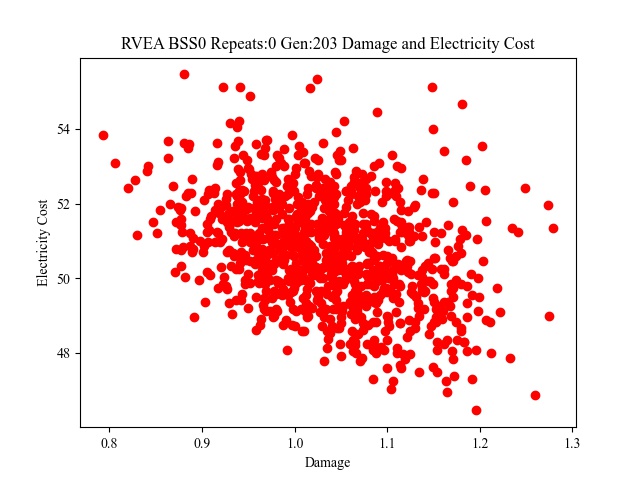 RVEA BSS0 Repeats:0 Gen:203 Damage and Electricity Cost
Electricity Cost
54
52
50
48
0.8 0.9 1.0 1.1 1.2 1.3
Damage